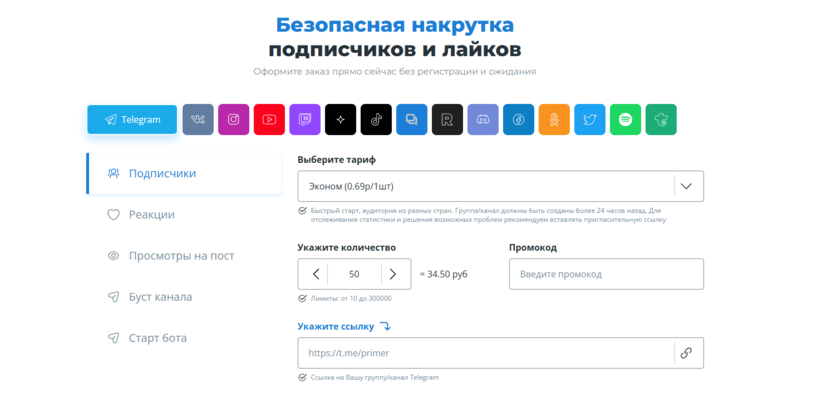 Безопасная накрутка
подписчиков и лайков
Оформите заказ прямо сейчас без регистрации и ожидания
Telegram
Подписчики
Реакции
Просмотры на пост
Буст канала
Старт бота
Выберите тариф
Эконом (0.69р/1шт)
Быстрый старт, аудитория из разных стран. Группа/канал должны быть созданы более 24 часов назад. Для
отслеживания статистики и решения возможных проблем рекомендуем вставлять пригласительную ссылку
Укажите количество
50
= 34.50 руб
Лимиты: от 10 до 300000
Промокод
Введите промокод
Укажите ссылку
https://t.me/primer
Ссылка на Вашу группу/канал Telegram